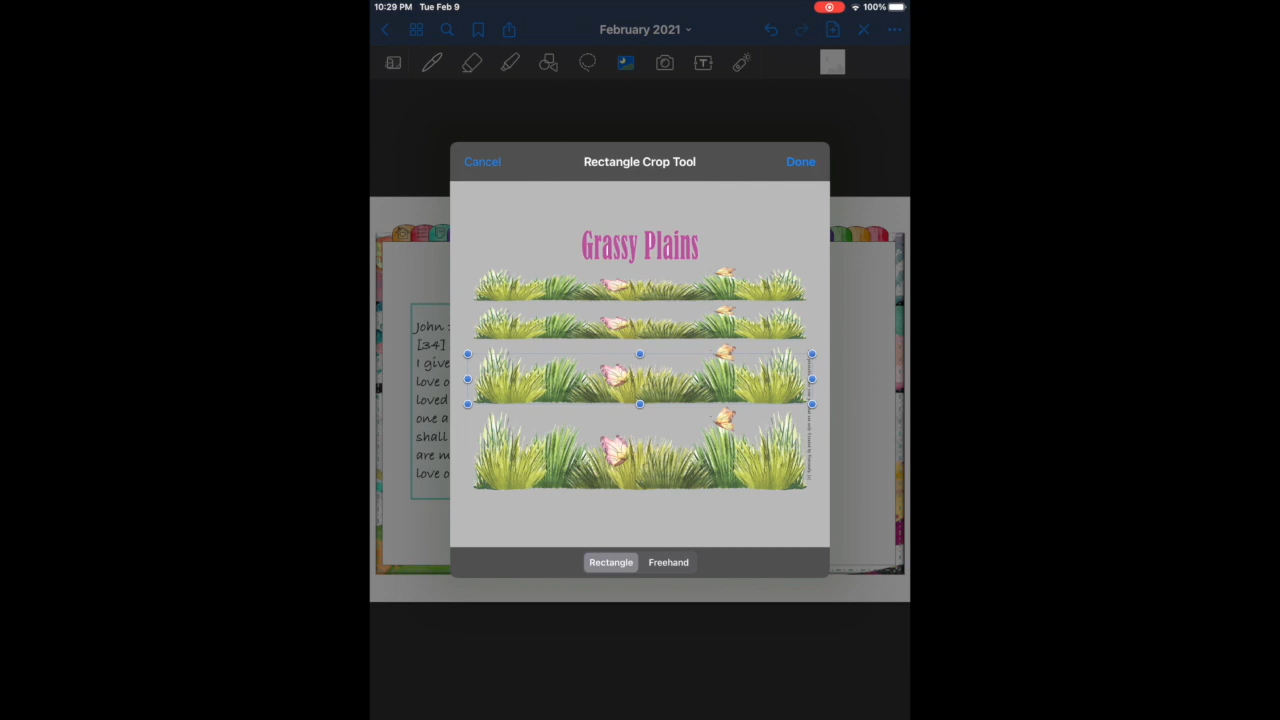 10:29 PM Tue Feb 9
100%
February 2021
Cancel
Rectangle Crop Tool
Done
Grassy Plains
John
[34]
I give
love o
loved
one a
shall
are m
love o
Rectangle
Freehand